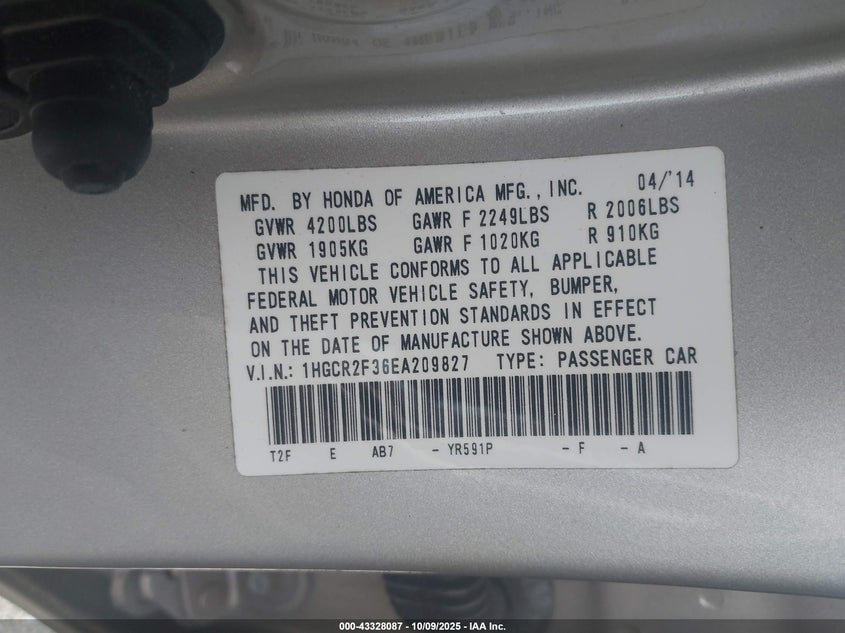 MFD. BY HONDA OF AMERICA MFG., INC. 04/'14
GVWR 4200LBS GAWR F 2249LBS R 2006LBS
GVWR 1905KG GAWR F 1020KG R 910KG
THIS VEHICLE CONFORMS TO ALL APPLICABLE
FEDERAL MOTOR VEHICLE SAFETY, BUMPER,
AND THEFT PREVENTION STANDARDS IN EFFECT
ON THE DATE OF MANUFACTURE SHOWN ABOVE.
V.I.N.: 1HGCR2F36EA209827 TYPE: PASSENGER CAR
T2F E AB7 - YR591P - F - A
000-43328087 - 10/09/2025 - IAA Inc.